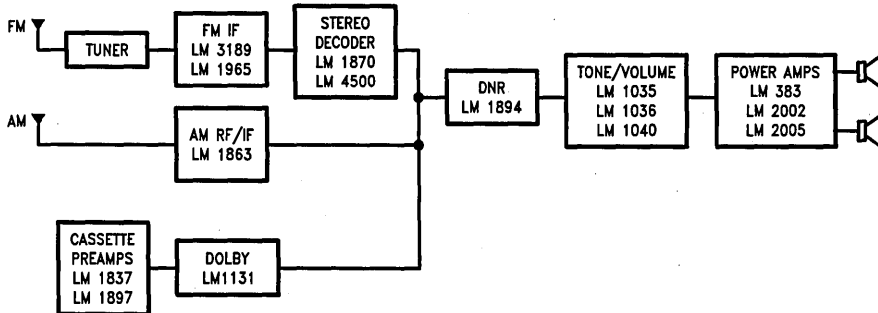 FM
TUNER
FM IF
LM 3189
LM 1965
STEREO
DECODER
LM 1870
LM 4500
DNR
LM 1894
TONE/VOLUME
LM 1035
LM 1036
LM 1040
POWER AMPS
LM 383
LM 2002
LM 2005
AM
AM RF/IF
LM 1863
CASSETTE
PREAMPS
LM 1837
LM 1897
DOLBY
LM1131